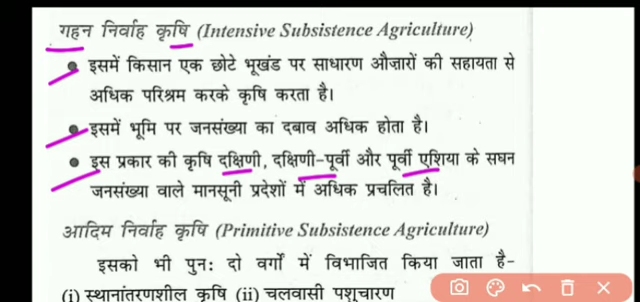 गहन निर्वाह कृषि (Intensive Subsistence Agriculture)
● इसमें किसान एक छोटे भूखंड पर साधारण औज़ारों की सहायता से
अधिक परिश्रम करके कृषि करता है।
● इसमें भूमि पर जनसंख्या का दबाव अधिक होता है।
● इस प्रकार की कृषि दक्षिणी, दक्षिणी-पूर्वी और पूर्वी एशिया के सघन
जनसंख्या वाले मानसूनी प्रदेशों में अधिक प्रचलित है।
आदिम निर्वाह कृषि (Primitive Subsistence Agriculture)
इसको भी पुनः दो वर्गों में विभाजित किया जाता है-
(i) स्थानांतरणशील कृषि (ii) चलवासी पशुचारण